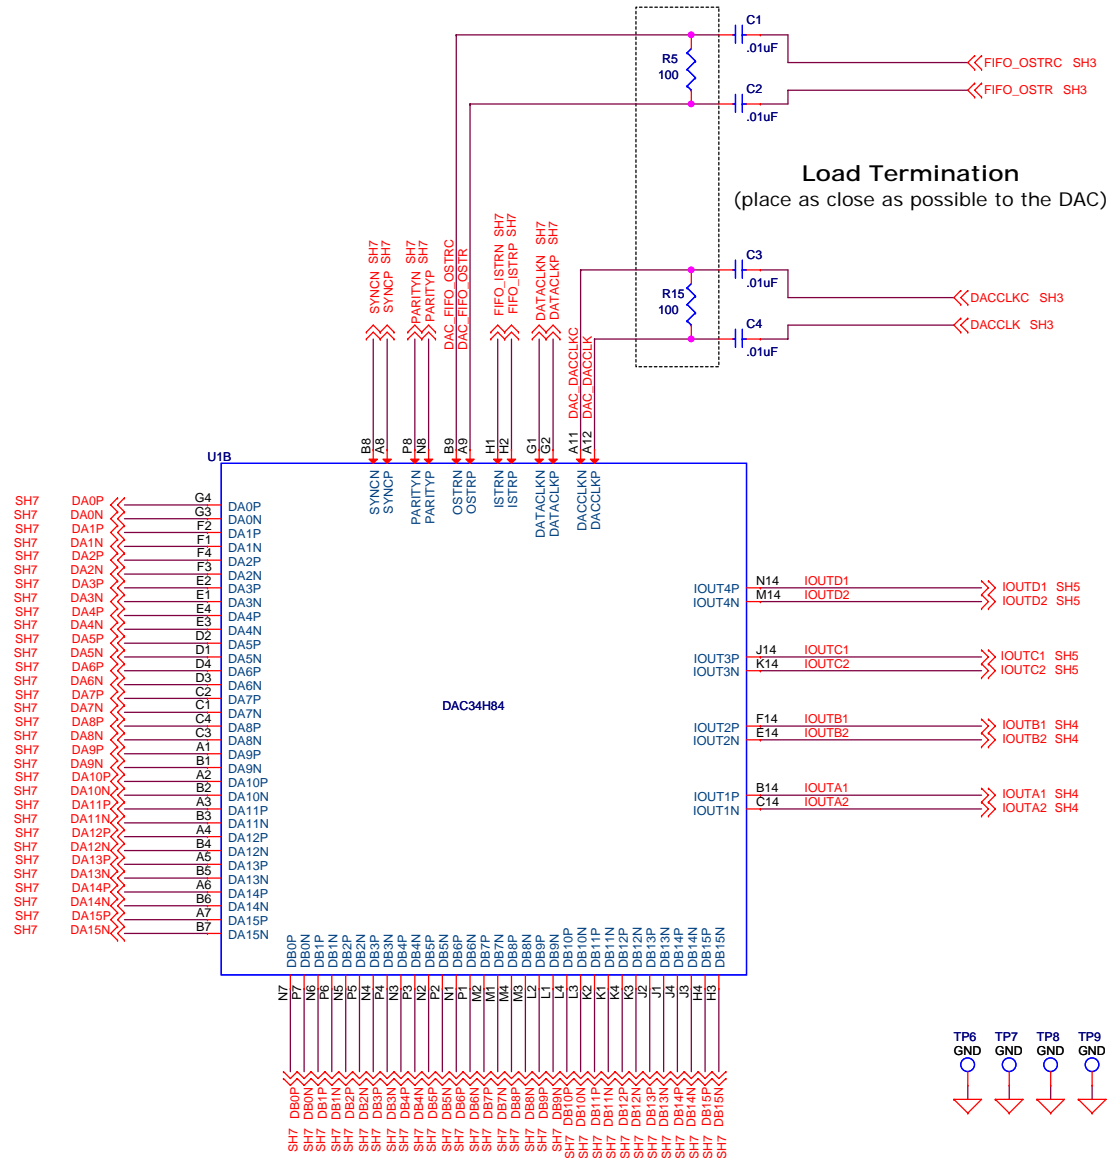 C1
.01uF
R5
100
FIFO_OSTRC SH3
FIFO_OSTR SH3
C2
.01uF
Load Termination
(place as close as possible to the DAC)
SYNCN SH7
SYNCP SH7
PARITYN SH7
PARITYP SH7
DAC_FIFO_OSTRC
DAC_FIFO_OSTR
FIFO_ISTRN SH7
FIFO_ISTRP SH7
DATACLKN SH7
DATACLKP SH7
DAC_DACCLKC
DAC_DACCLK
C3
.01uF
R15
100
DACCLKC SH3
DACCLK SH3
C4
.01uF
U1B
B8 A8 P8 N8 B9 A9 H1 H2 G1 G2 A11 A12
SYNCN SYNCP PARITYN PARITYP OSTRN OSTRP ISTRN ISTRP DATACLKN DATACLKP DACCLKN DACCLKP
SH7 DA0P G4 DA0P
SH7 DA0N G3 DA0N
SH7 DA1P F2 DA1P
SH7 DA1N F1 DA1N
SH7 DA2P F4 DA2P
SH7 DA2N F3 DA2N
SH7 DA3P E2 DA3P
SH7 DA3N E1 DA3N
SH7 DA4P E4 DA4P
SH7 DA4N E3 DA4N
SH7 DA5P D2 DA5P
SH7 DA5N D1 DA5N
SH7 DA6P D4 DA6P
SH7 DA6N D3 DA6N
SH7 DA7P C2 DA7P
SH7 DA7N C1 DA7N
SH7 DA8P C4 DA8P
SH7 DA8N C3 DA8N
SH7 DA9P A1 DA9P
SH7 DA9N B1 DA9N
SH7 DA10P A2 DA10P
SH7 DA10N B2 DA10N
SH7 DA11P A3 DA11P
SH7 DA11N B3 DA11N
SH7 DA12P A4 DA12P
SH7 DA12N B4 DA12N
SH7 DA13P A5 DA13P
SH7 DA13N B5 DA13N
SH7 DA14P A6 DA14P
SH7 DA14N B6 DA14N
SH7 DA15P A7 DA15P
SH7 DA15N B7 DA15N
DAC34H84
IOUT4P N14 IOUTD1 IOUTD1 SH5
IOUT4N M14 IOUTD2 IOUTD2 SH5
IOUT3P J14 IOUTC1 IOUTC1 SH5
IOUT3N K14 IOUTC2 IOUTC2 SH5
IOUT2P F14 IOUTB1 IOUTB1 SH4
IOUT2N E14 IOUTB2 IOUTB2 SH4
IOUT1P B14 IOUTA1 IOUTA1 SH4
IOUT1N C14 IOUTA2 IOUTA2 SH4
DB0P DB0N DB1P DB1N DB2P DB2N DB3P DB3N DB4P DB4N DB5P DB5N DB6P DB6N DB7P DB7N DB8P DB8N DB9P DB9N DB10P DB10N DB11P DB11N DB12P DB12N DB13P DB13N DB14P DB14N DB15P DB15N
N7 P7 N6 P6 N5 P5 N4 P4 N3 P3 N2 P2 N1 P1 M2 M1 M4 M3 L2 L1 L4 L3 K2 K1 K4 K3 J2 J1 J4 J3 H4 H3
SH7 DB0P
SH7 DB0N
SH7 DB1P
SH7 DB1N
SH7 DB2P
SH7 DB2N
SH7 DB3P
SH7 DB3N
SH7 DB4P
SH7 DB4N
SH7 DB5P
SH7 DB5N
SH7 DB6P
SH7 DB6N
SH7 DB7P
SH7 DB7N
SH7 DB8P
SH7 DB8N
SH7 DB9P
SH7 DB9N
SH7 DB10P
SH7 DB10N
SH7 DB11P
SH7 DB11N
SH7 DB12P
SH7 DB12N
SH7 DB13P
SH7 DB13N
SH7 DB14P
SH7 DB14N
SH7 DB15P
SH7 DB15N
TP6 TP7 TP8 TP9
GND GND GND GND